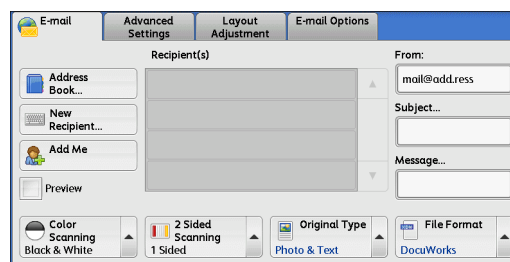 E-mail
Advanced
Settings
Layout
Adjustment
E-mail Options
Recipient(s)
From:
Address
Book...
mail@add.ress
New
Recipient...
Subject...
Add Me
Message...
Preview
Color
Scanning
Black & White
2 Sided
Scanning
1 Sided
Original Type
Photo & Text
File Format
DocuWorks